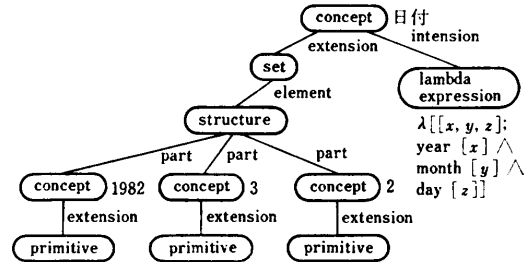 concept 日付
extension
intension
set
lambda
expression
element
structure
λ[[x, y, z];
year [x] ∧
month [y] ∧
day [z]]
part
part
part
concept 1982
concept 3
concept 2
extension
extension
extension
primitive
primitive
primitive